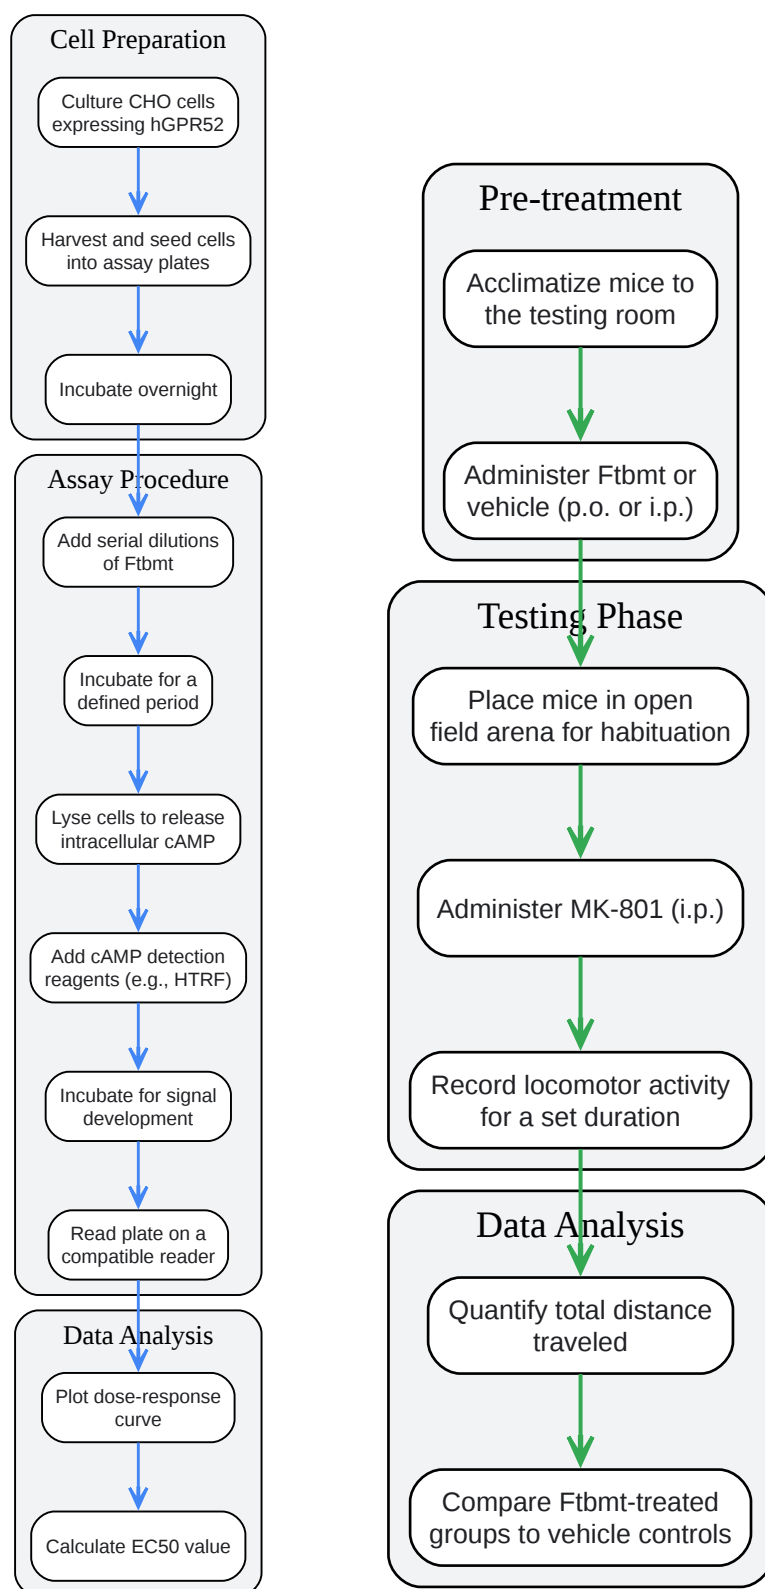 Cell Preparation
Culture CHO cells
expressing hGPR52
Harvest and seed cells
into assay plates
Incubate overnight
Assay Procedure
Add serial dilutions
of Ftbmt
Incubate for a
defined period
Lyse cells to release
intracellular cAMP
Add cAMP detection
reagents (e.g., HTRF)
Incubate for signal
development
Read plate on a
compatible reader
Data Analysis
Plot dose-response
curve
Calculate EC50 value
Pre-treatment
Acclimatize mice to
the testing room
Administer Ftbmt or
vehicle (p.o. or i.p.)
Testing Phase
Place mice in open
field arena for habituation
Administer MK-801 (i.p.)
Record locomotor activity
for a set duration
Data Analysis
Quantify total distance
traveled
Compare Ftbmt-treated
groups to vehicle controls